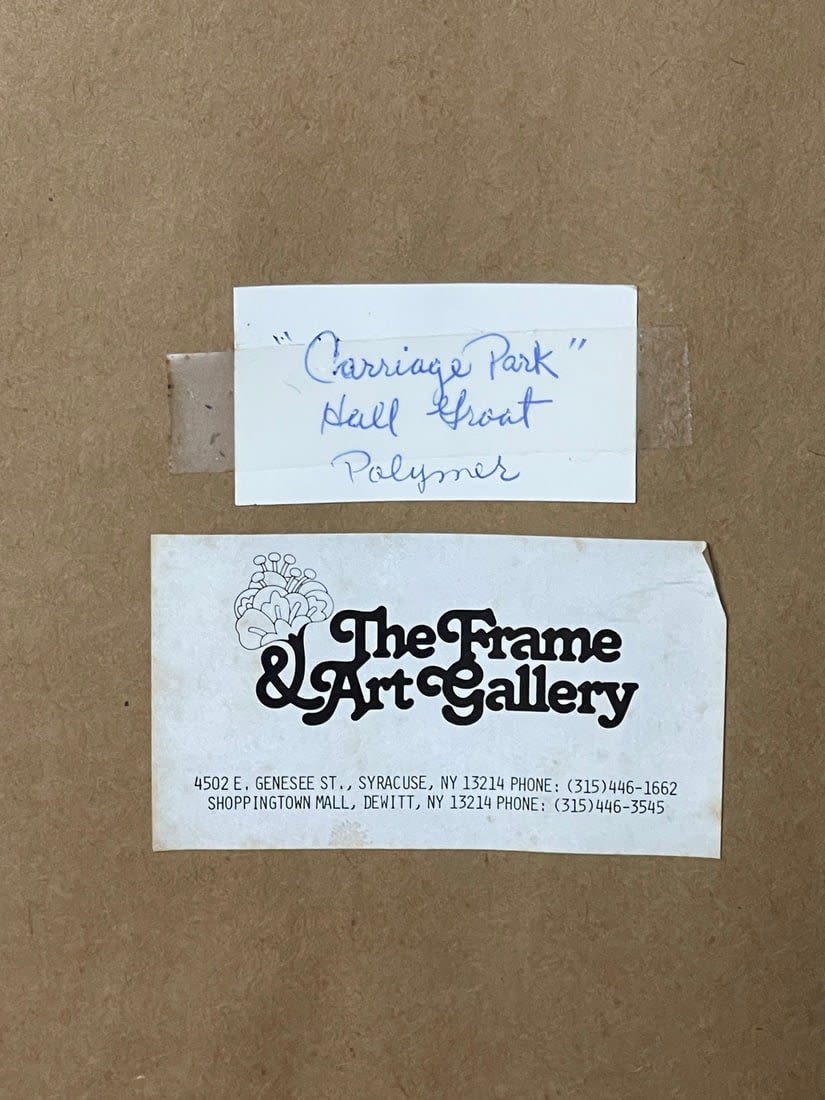 "Carriage Park"
Hall Groat
Polymer
The Frame
& Art Gallery
4502 E. GENESEE ST., SYRACUSE, NY 13214 PHONE: (315)446-1662
SHOPPINGTOWN MALL, DEWITT, NY 13214 PHONE: (315)446-3545